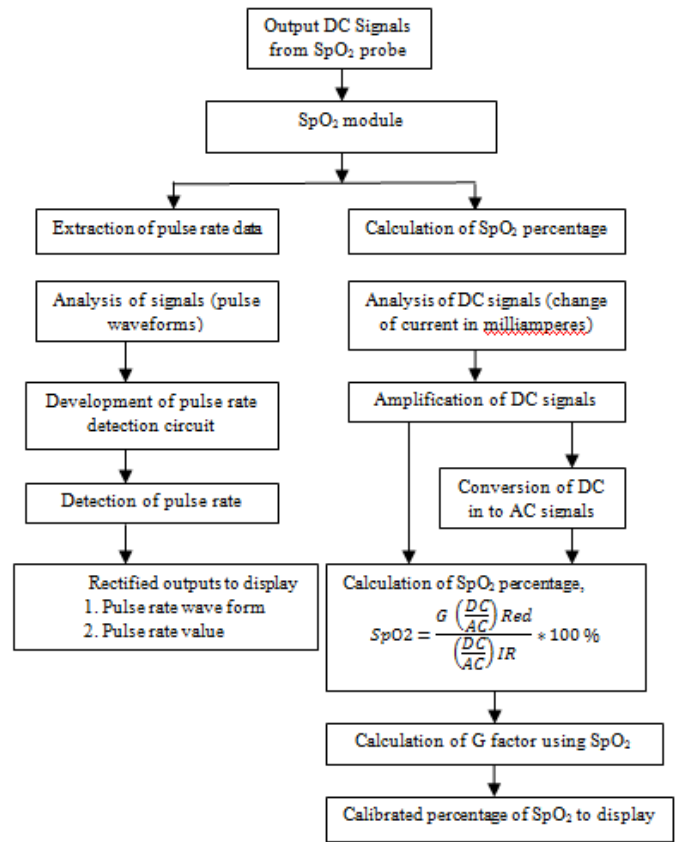 Output DC Signals
from SpO₂ probe
SpO₂ module
Extraction of pulse rate data
Calculation of SpO₂ percentage
Analysis of signals (pulse
waveforms)
Analysis of DC signals (change
of current in milliamperes)
Development of pulse rate
detection circuit
Amplification of DC signals
Conversion of DC
in to AC signals
Detection of pulse rate
Rectified outputs to display
1. Pulse rate wave form
2. Pulse rate value
Calculation of SpO₂ percentage,
SpO2 = G (DC/AC) Red / (DC/AC) IR * 100 %
Calculation of G factor using SpO₂
Calibrated percentage of SpO₂ to display